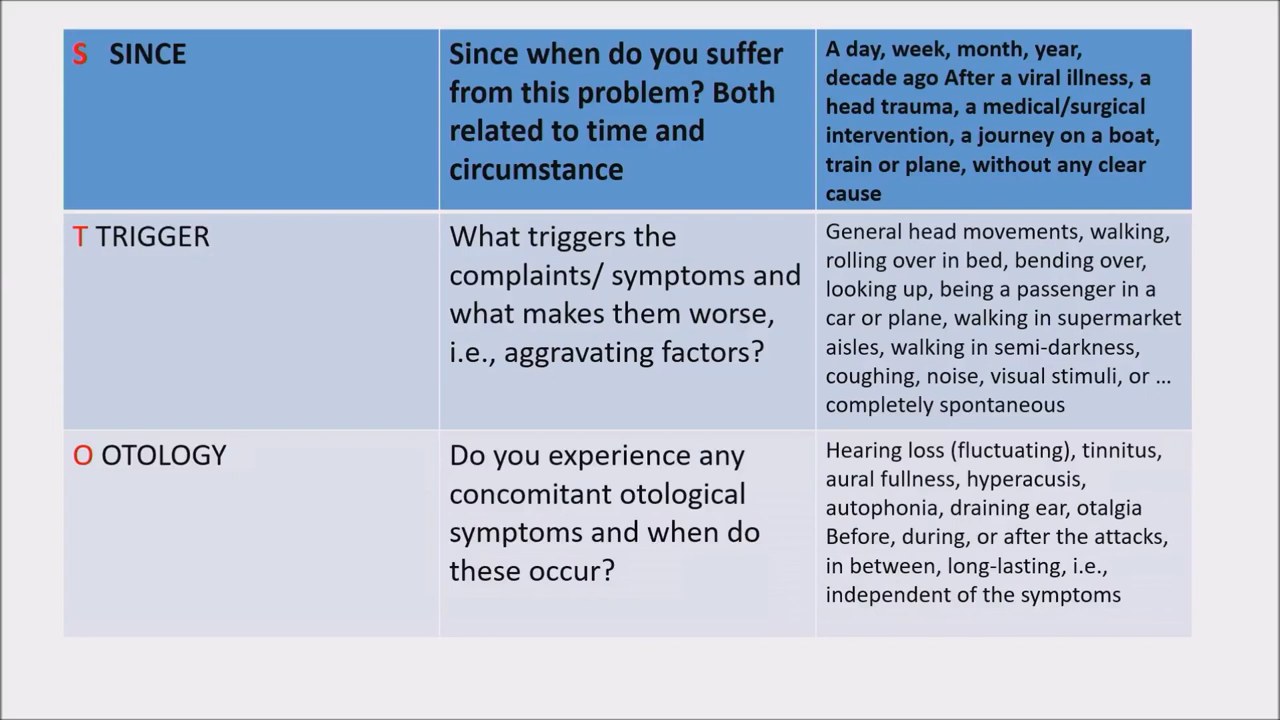 S SINCE
Since when do you suffer
from this problem? Both
related to time and
circumstance
A day, week, month, year,
decade ago After a viral illness, a
head trauma, a medical/surgical
intervention, a journey on a boat,
train or plane, without any clear
cause
T TRIGGER
What triggers the
complaints/ symptoms and
what makes them worse,
i.e., aggravating factors?
General head movements, walking,
rolling over in bed, bending over,
looking up, being a passenger in a
car or plane, walking in supermarket
aisles, walking in semi-darkness,
coughing, noise, visual stimuli, or …
completely spontaneous
O OTOLOGY
Do you experience any
concomitant otological
symptoms and when do
these occur?
Hearing loss (fluctuating), tinnitus,
aural fullness, hyperacusis,
autophonia, draining ear, otalgia
Before, during, or after the attacks,
in between, long-lasting, i.e.,
independent of the symptoms